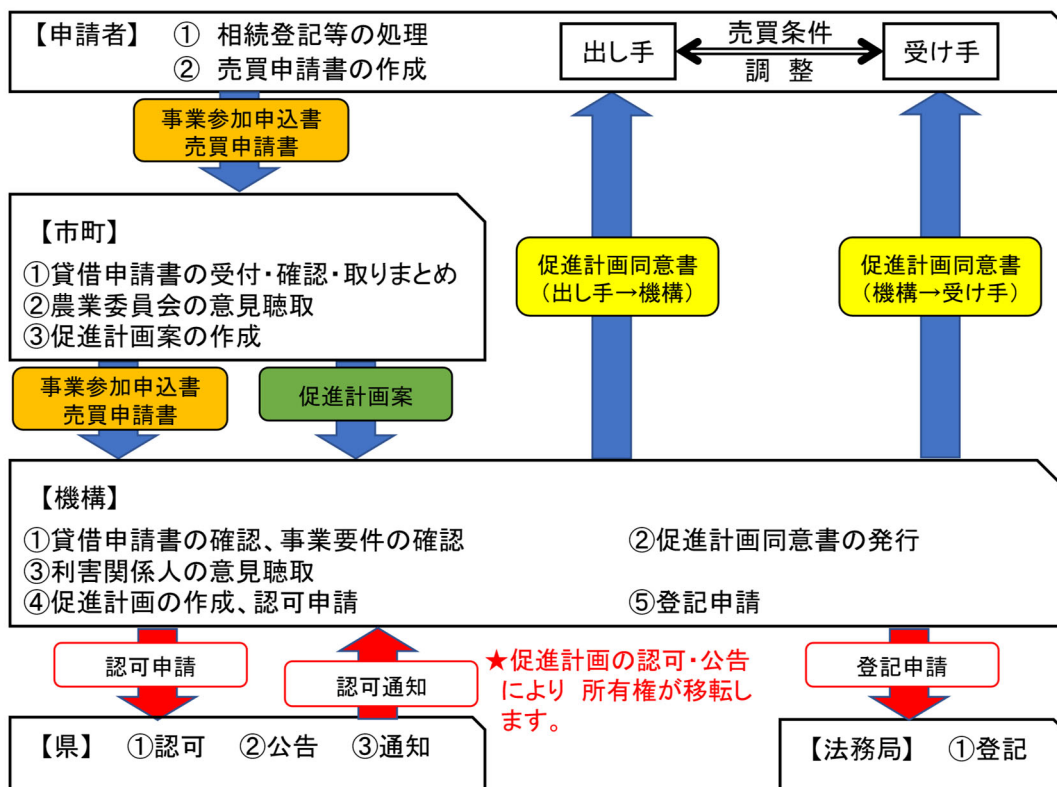 【申請者】 ① 相続登記等の処理
② 売買申請書の作成
出し手
売買条件
調 整
受け手
事業参加申込書
売買申請書
【市町】
①貸借申請書の受付・確認・取りまとめ
②農業委員会の意見聴取
③促進計画案の作成
促進計画同意書
(出し手→機構)
促進計画同意書
(機構→受け手)
事業参加申込書
売買申請書
促進計画案
【機構】
①貸借申請書の確認、事業要件の確認
②促進計画同意書の発行
③利害関係人の意見聴取
④促進計画の作成、認可申請
⑤登記申請
認可申請
認可通知
★促進計画の認可・公告
により 所有権が移転し
ます。
登記申請
【県】 ①認可 ②公告 ③通知
【法務局】 ①登記